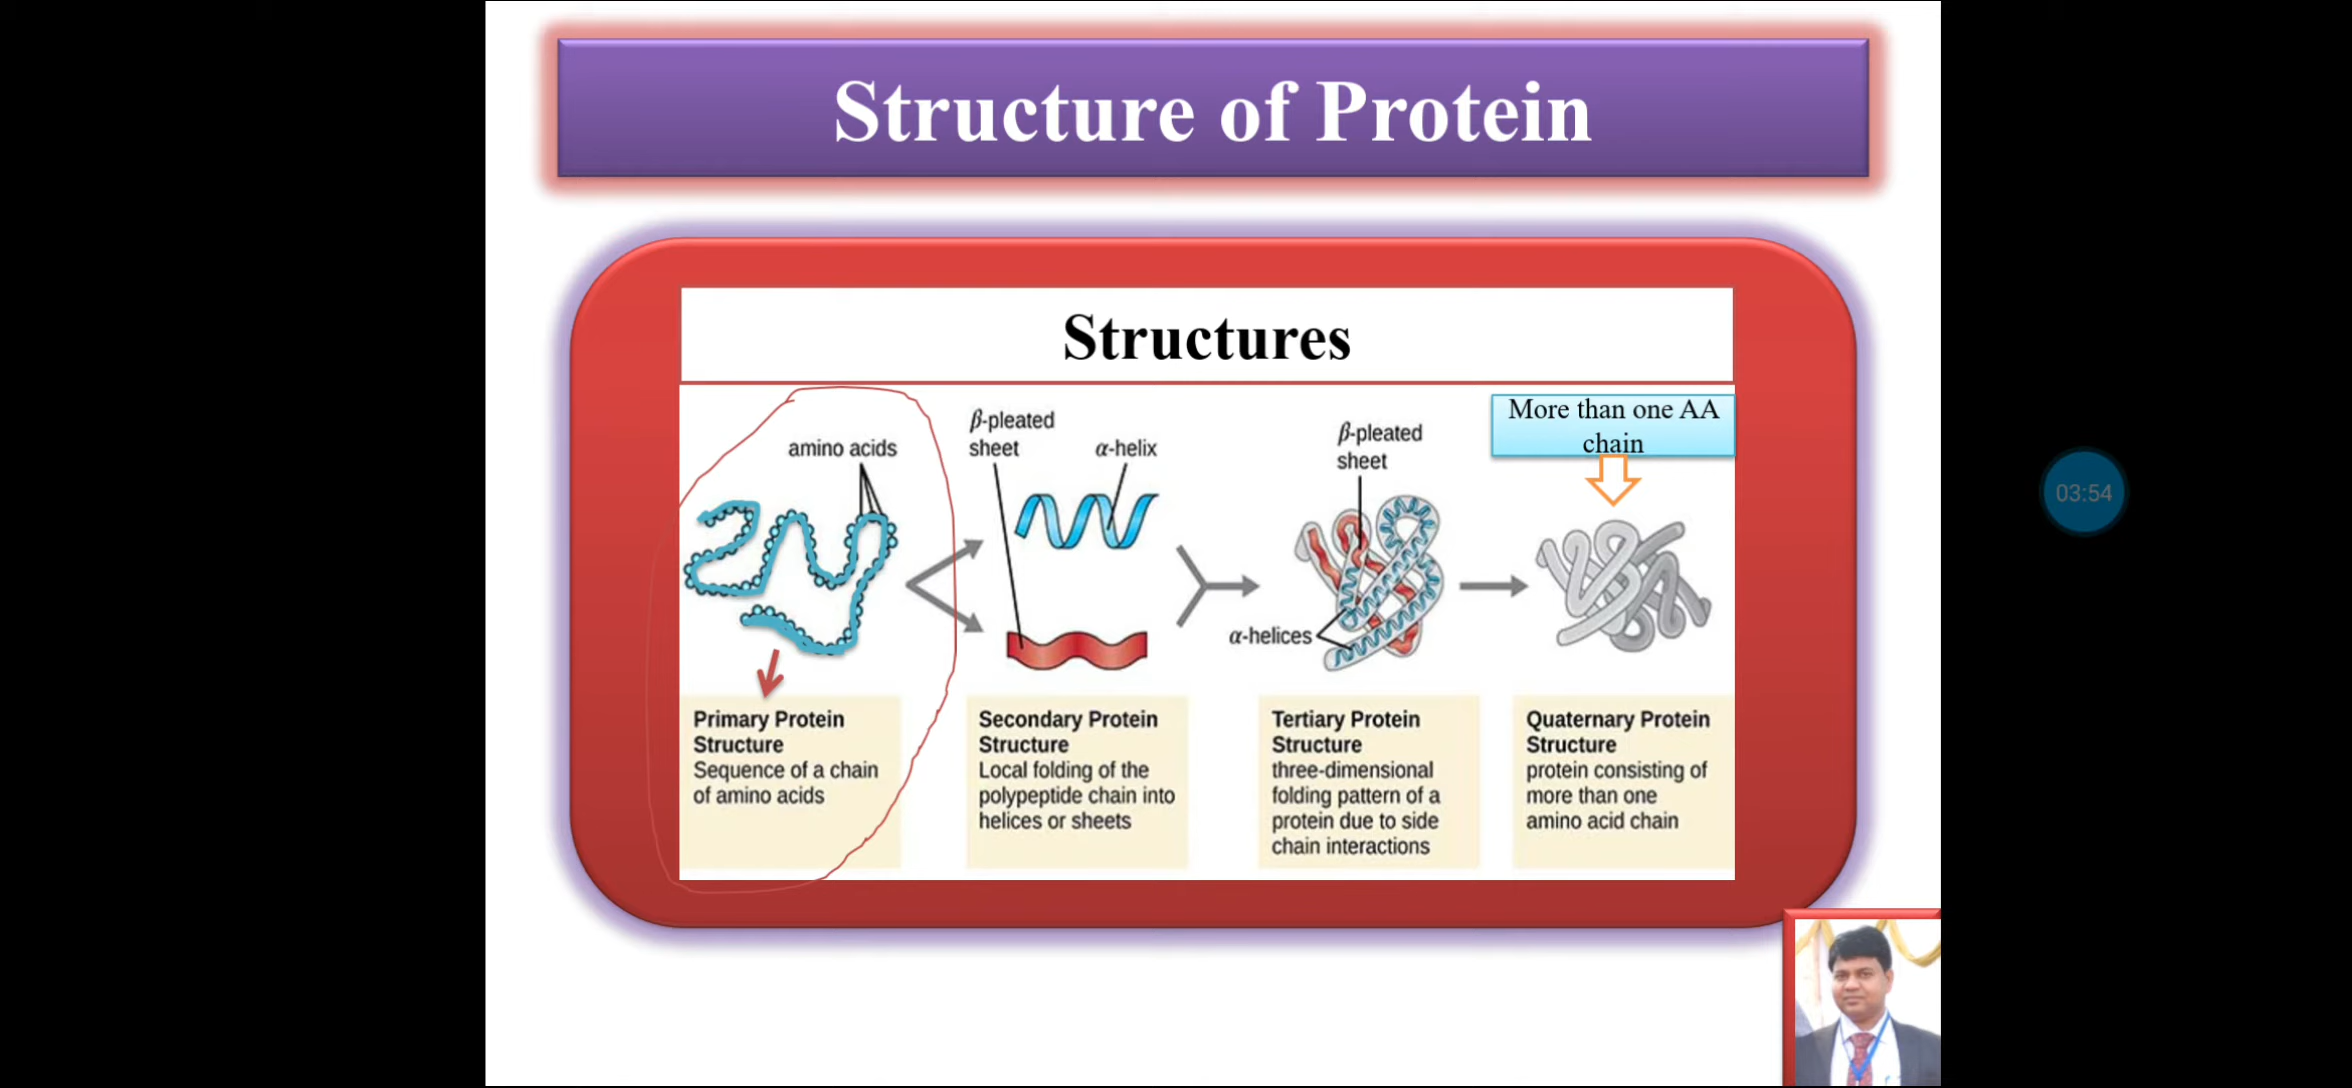 Structure of Protein
Structures
amino acids
β-pleated
sheet
α-helix
β-pleated
sheet
α-helices
More than one AA
chain
03:54
Primary Protein
Structure
Sequence of a chain
of amino acids
Secondary Protein
Structure
Local folding of the
polypeptide chain into
helices or sheets
Tertiary Protein
Structure
three-dimensional
folding pattern of a
protein due to side
chain interactions
Quaternary Protein
Structure
protein consisting of
more than one
amino acid chain